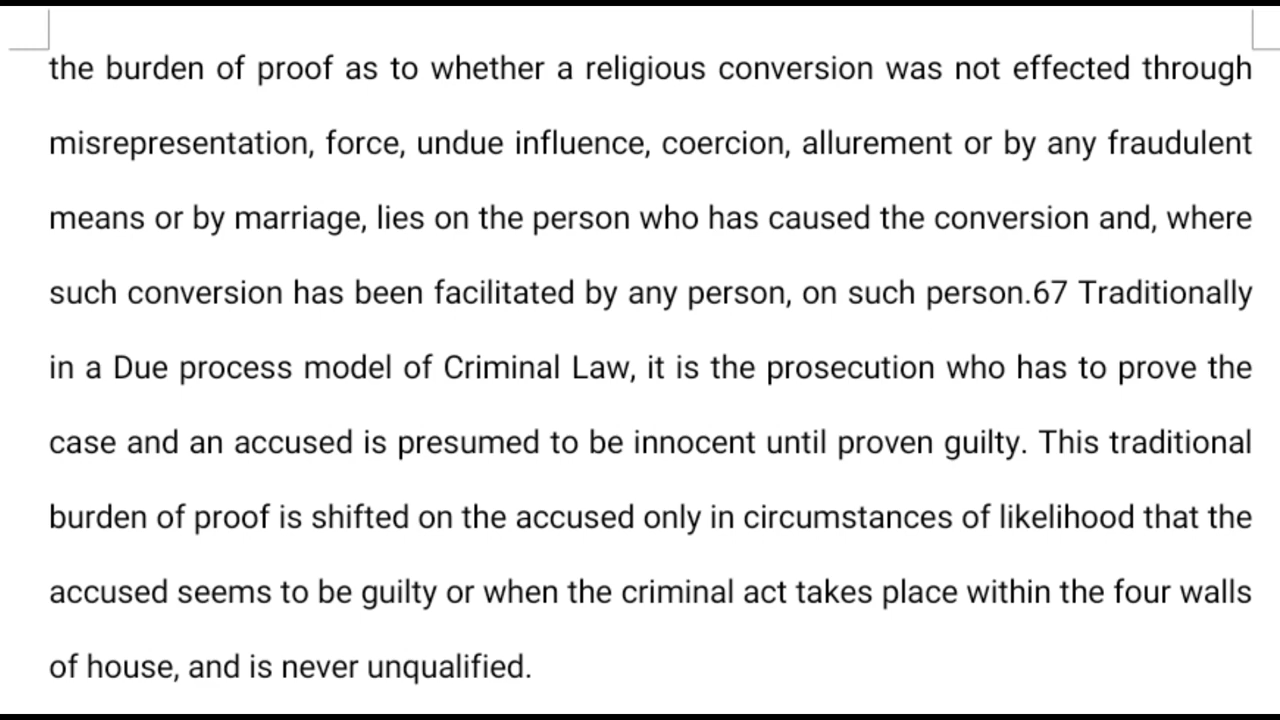 the burden of proof as to whether a religious conversion was not effected through
misrepresentation, force, undue influence, coercion, allurement or by any fraudulent
means or by marriage, lies on the person who has caused the conversion and, where
such conversion has been facilitated by any person, on such person.67 Traditionally
in a Due process model of Criminal Law, it is the prosecution who has to prove the
case and an accused is presumed to be innocent until proven guilty. This traditional
burden of proof is shifted on the accused only in circumstances of likelihood that the
accused seems to be guilty or when the criminal act takes place within the four walls
of house, and is never unqualified.